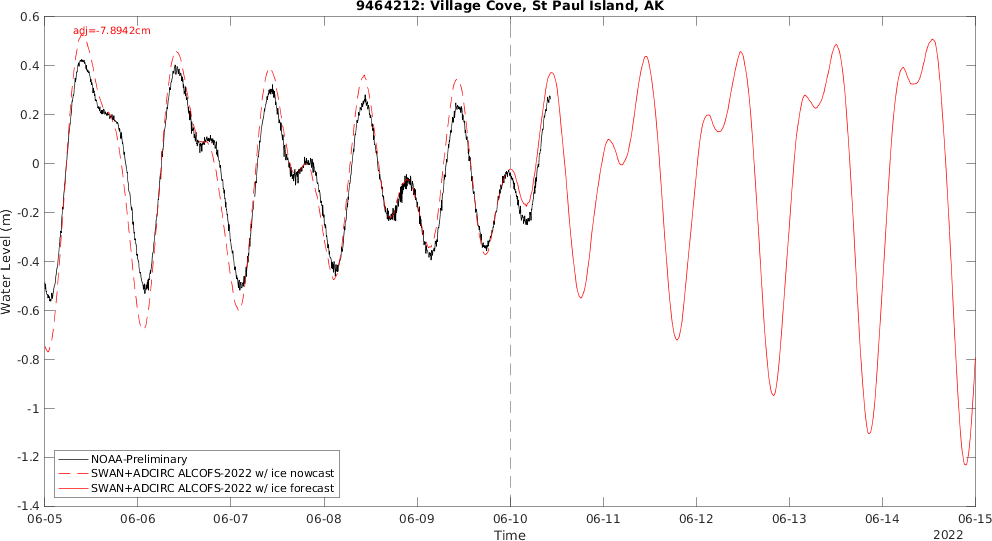 9464212: Village Cove, St Paul Island, AK
adj=-7.8942cm
0.6
0.4
0.2
0
-0.2
-0.4
-0.6
-0.8
-1
-1.2
-1.4
Water Level (m)
NOAA-Preliminary
SWAN+ADCIRC ALCOFS-2022 w/ ice nowcast
SWAN+ADCIRC ALCOFS-2022 w/ ice forecast
06-05 06-06 06-07 06-08 06-09 06-10 06-11 06-12 06-13 06-14 06-15
Time
2022